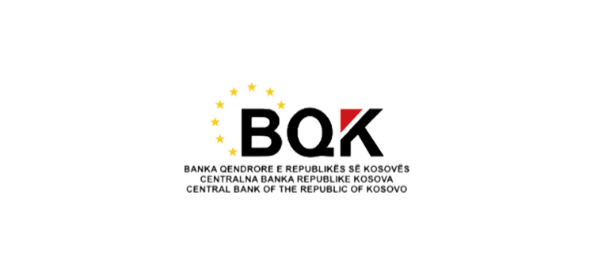 BQK
BANKA QENDRORE E REPUBLIKËS SË KOSOVËS
CENTRALNA BANKA REPUBLIKE KOSOVA
CENTRAL BANK OF THE REPUBLIC OF KOSOVO